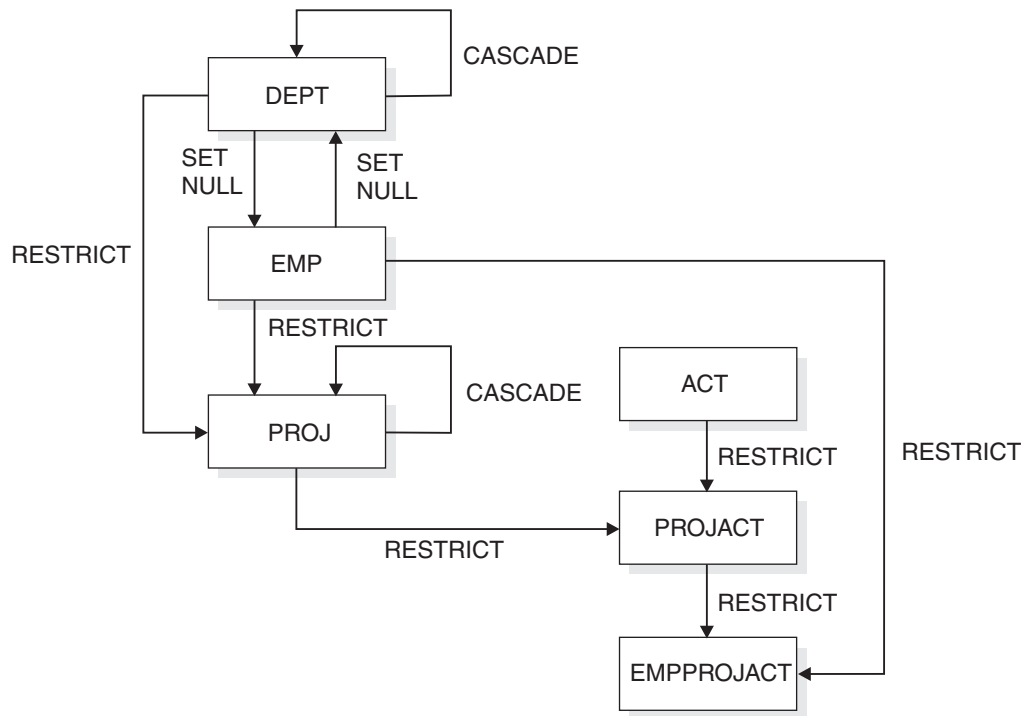 CASCADE
DEPT
SET
NULL
SET
NULL
RESTRICT
EMP
RESTRICT
ACT
CASCADE
PROJ
RESTRICT
RESTRICT
PROJACT
RESTRICT
RESTRICT
EMPPROJACT